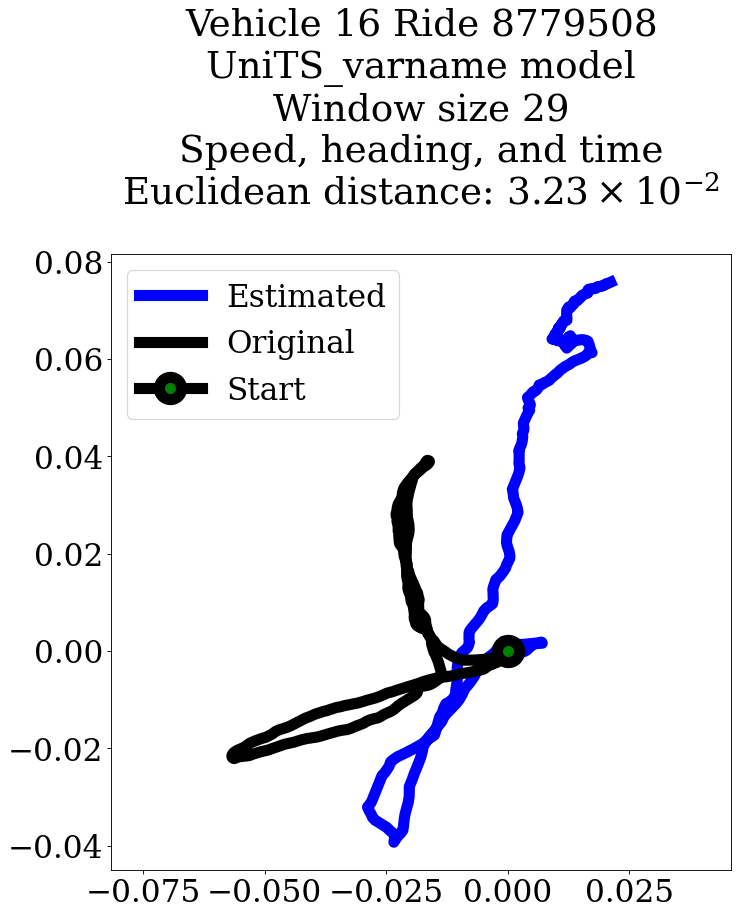 Vehicle 16 Ride 8779508
UniTS_varname model
Window size 29
Speed, heading, and time
Euclidean distance: 3.23 × 10⁻²
0.08
0.06
0.04
0.02
0.00
−0.02
−0.04
Estimated
Original
Start
−0.075 −0.050 −0.025 0.000 0.025